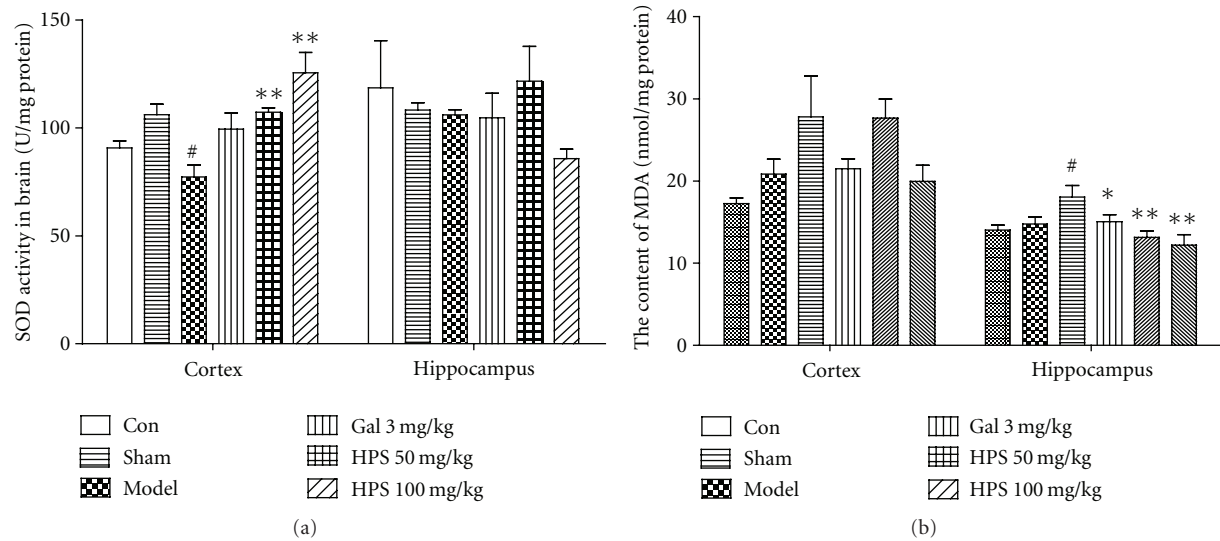 150
100
50
0
SOD activity in brain (U/mg protein)
#
**
**
Cortex
Hippocampus
Con
Sham
Model
Gal 3 mg/kg
HPS 50 mg/kg
HPS 100 mg/kg
(a)
40
30
20
10
0
The content of MDA (nmol/mg protein)
#
*
**
**
Cortex
Hippocampus
Con
Sham
Model
Gal 3 mg/kg
HPS 50 mg/kg
HPS 100 mg/kg
(b)